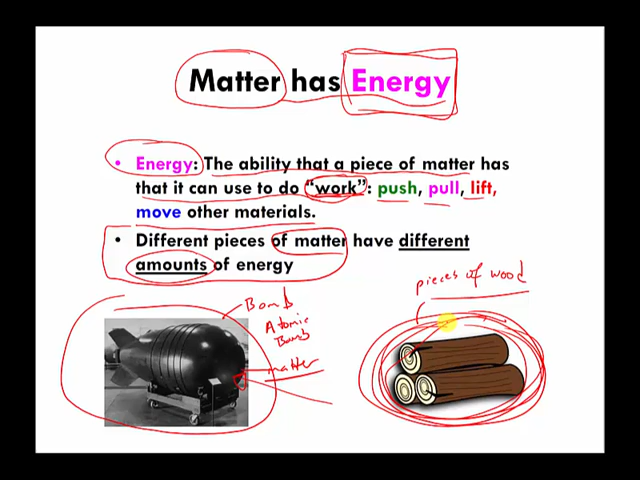 Matter has Energy
• Energy: The ability that a piece of matter has
that it can use to do "work": push, pull, lift,
move other materials.
• Different pieces of matter have different
amounts of energy
pieces of wood
Bomb
Atomic
Bomb
matter